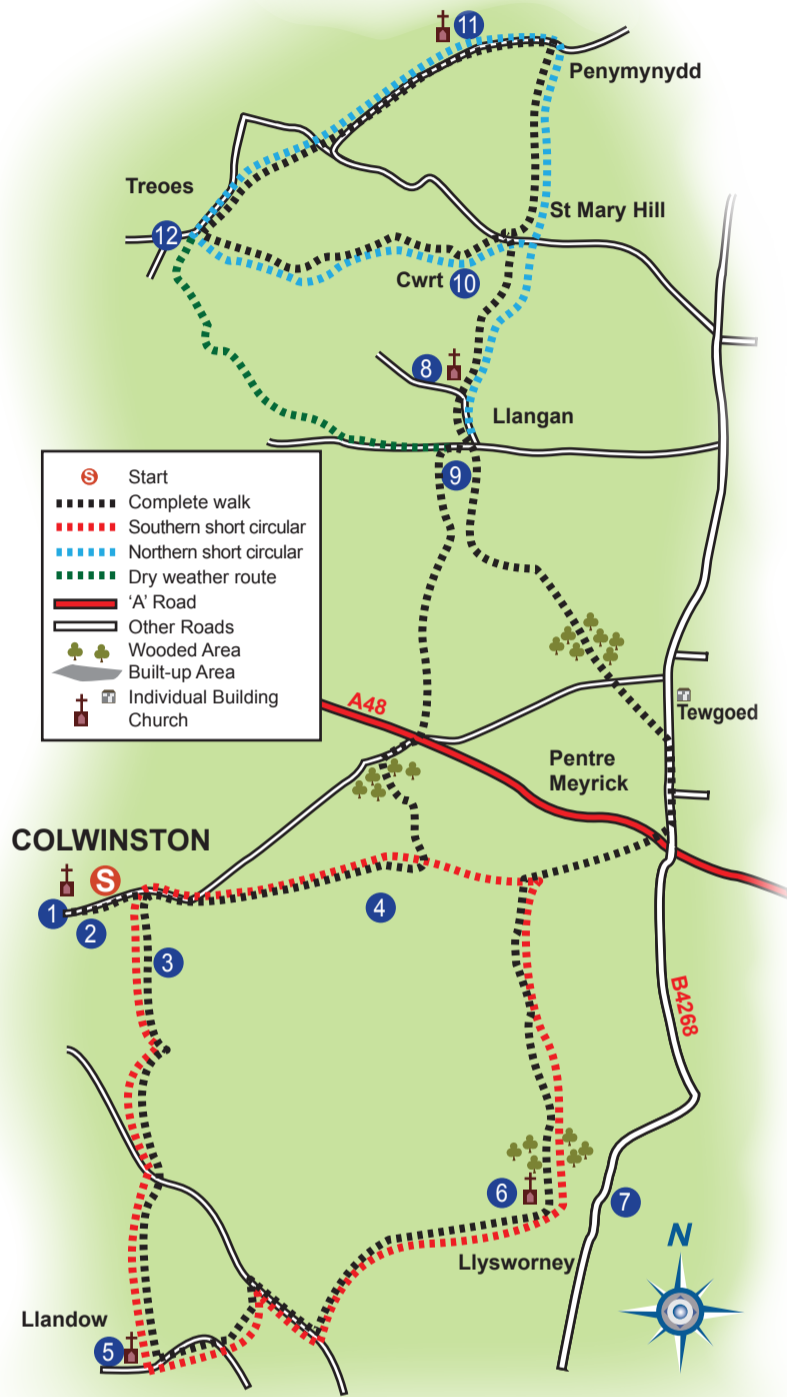 11
Penymynydd
Treoes
St Mary Hill
12
Cwrt
10
8
Llangan
9
S Start
Complete walk
Southern short circular
Northern short circular
Dry weather route
‘A’ Road
Other Roads
Wooded Area
Built-up Area
Individual Building
Church
A48
Tewgoed
Pentre
Meyrick
COLWINSTON
S
1
2
4
3
B4268
6
7
Llysworney
N
Llandow
5